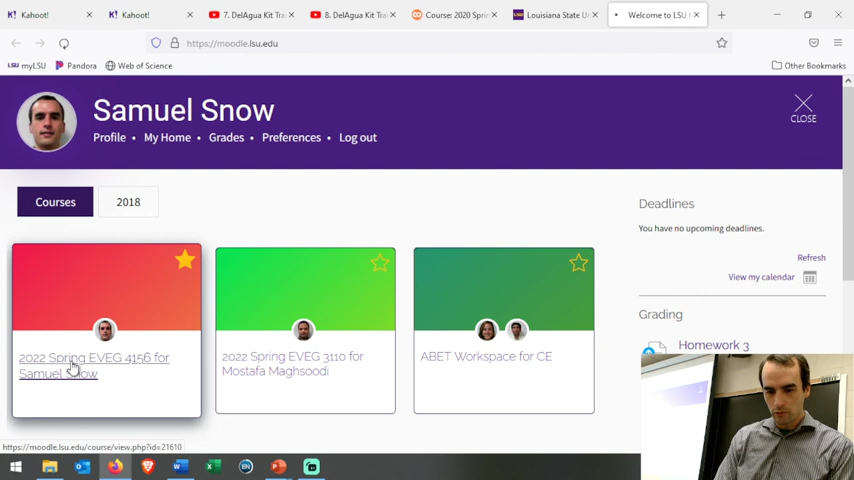 Kahoot!
Kahoot!
7. DelAgua Kit Tra
8. DelAgua Kit Tra
Course: 2020 Sprin
Louisiana State U
Welcome to LSU
https://moodle.lsu.edu
LSU myLSU
Pandora
Web of Science
Other Bookmarks
Samuel Snow
Profile • My Home • Grades • Preferences • Log out
CLOSE
Courses
2018
Deadlines
You have no upcoming deadlines.
Refresh
View my calendar
Grading
Homework 3
2022 Spring EVEG 4156 for
Samuel Snow
2022 Spring EVEG 3110 for
Mostafa Maghsoodi
ABET Workspace for CE
https://moodle.lsu.edu/course/view.php?id=21610